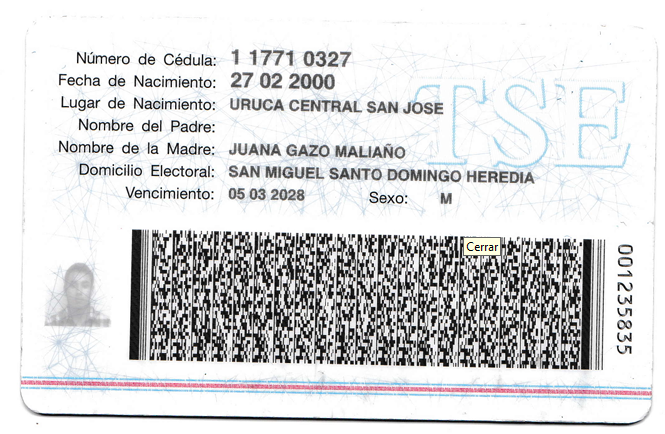 Número de Cédula: 1 1771 0327
Fecha de Nacimiento: 27 02 2000
Lugar de Nacimiento: URUCA CENTRAL SAN JOSE
Nombre del Padre:
Nombre de la Madre: JUANA GAZO MALIAÑO
Domicilio Electoral: SAN MIGUEL SANTO DOMINGO HEREDIA
Vencimiento: 05 03 2028 Sexo: M
TSE
Cerrar
001235835